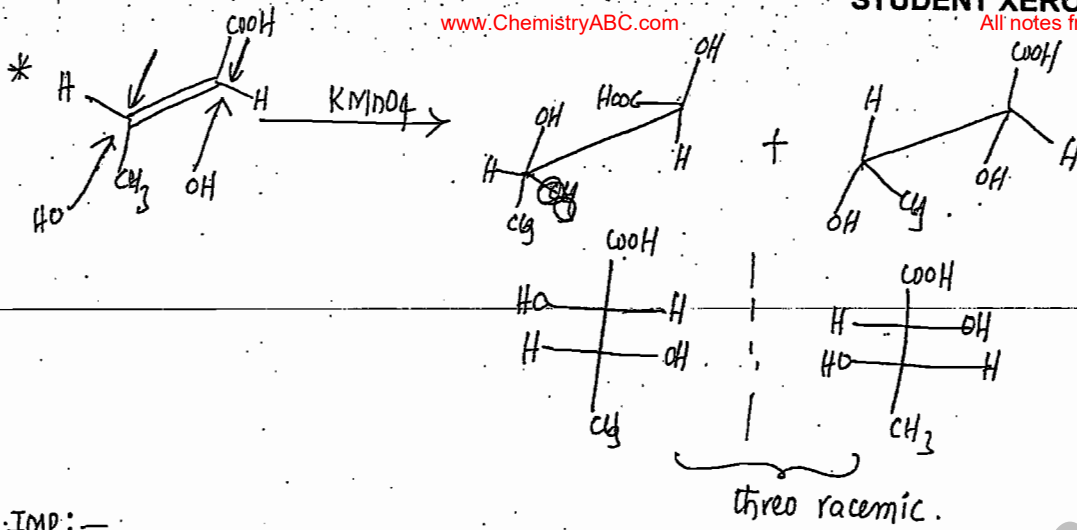 STUDENT XERO
www.ChemistryABC.com
All notes fr
* H COOH H CH3 OH HO
KMnO4
OH HOOC H OH H CH3
+
COOH H H OH OH CH3
COOH
HO H
H OH
CH3
COOH
H OH
HO H
CH3
threo racemic.
IMP:—